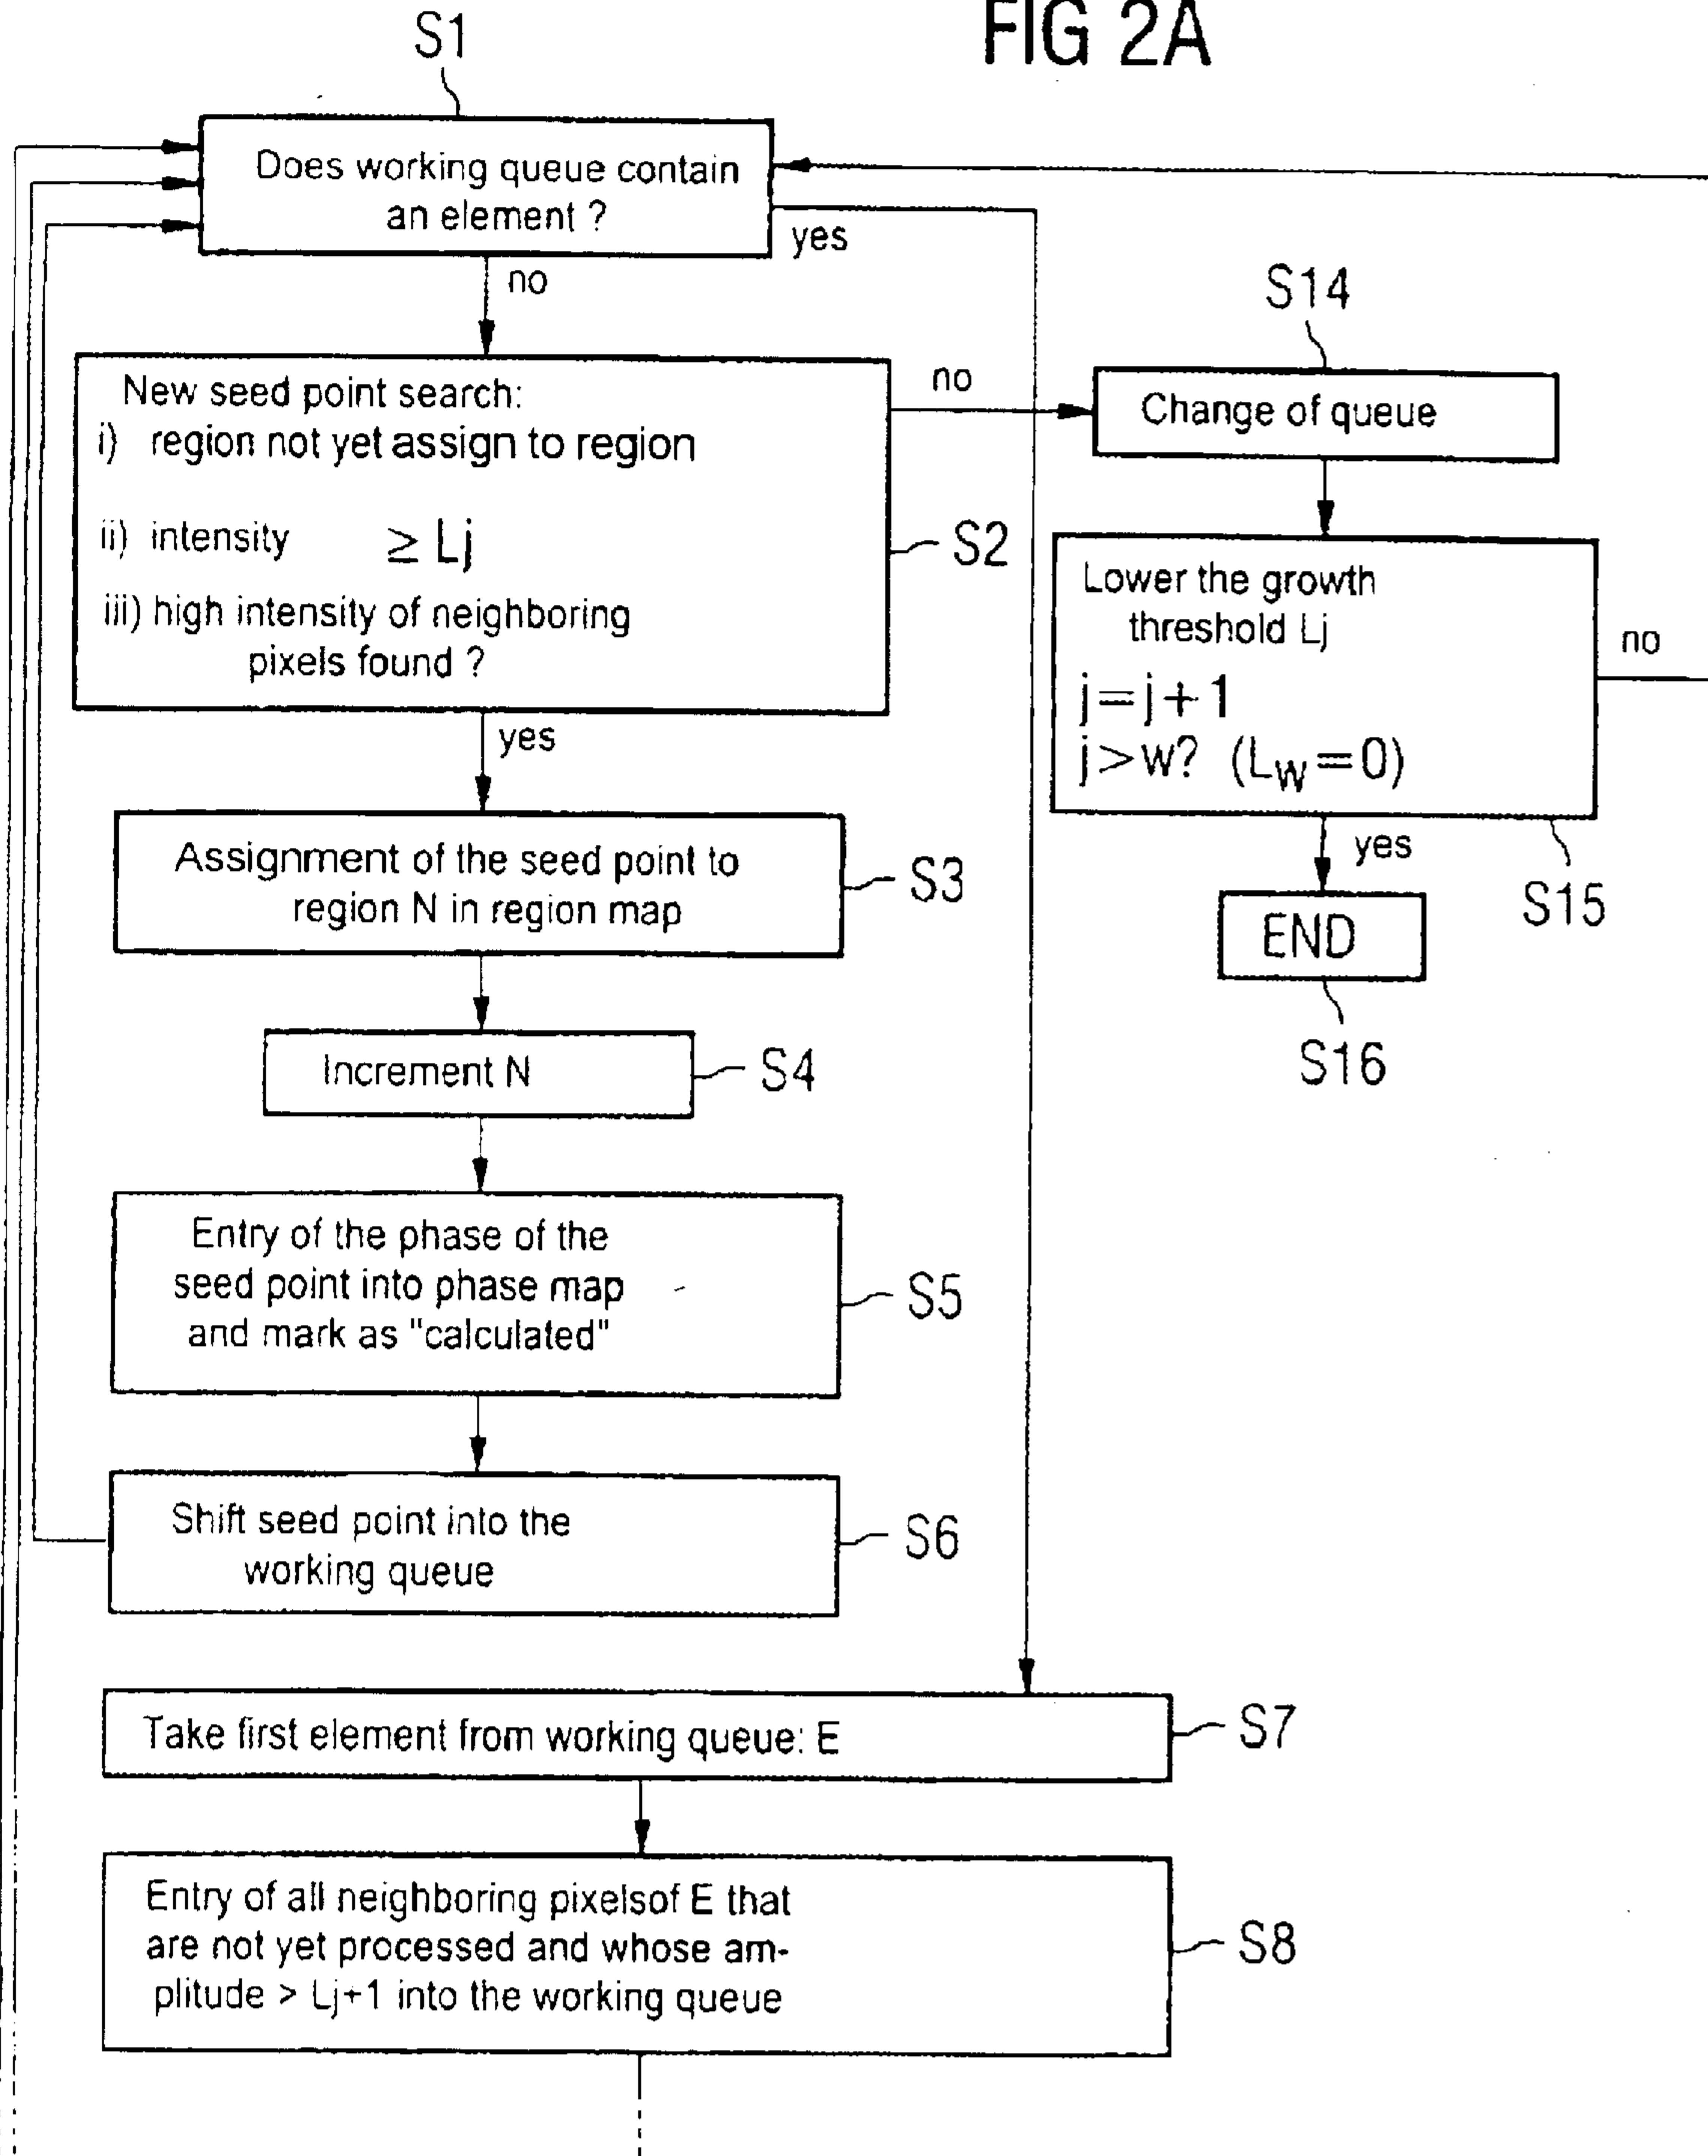 FIG 2A
S1
Does working queue contain
an element ?
yes
no
New seed point search:
i) region not yet assign to region
ii) intensity ≥ Lj
iii) high intensity of neighboring
pixels found ?
S2
no
yes
S14
Change of queue
Lower the growth
threshold Lj
j=j+1
j>w? (LW=0)
no
yes
S15
END
S16
Assignment of the seed point to
region N in region map
S3
Increment N
S4
Entry of the phase of the
seed point into phase map
and mark as "calculated"
S5
Shift seed point into the
working queue
S6
Take first element from working queue: E
S7
Entry of all neighboring pixelsof E that
are not yet processed and whose am-
plitude > Lj+1 into the working queue
S8